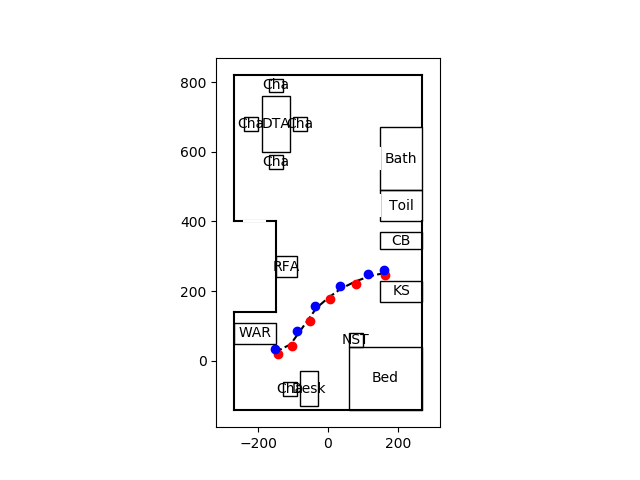 800
600
400
200
0
−200
0
200
Cha
Cha
DTA
Cha
Cha
Bath
Toil
CB
RFA
KS
WAR
NST
Bed
Cha
Desk